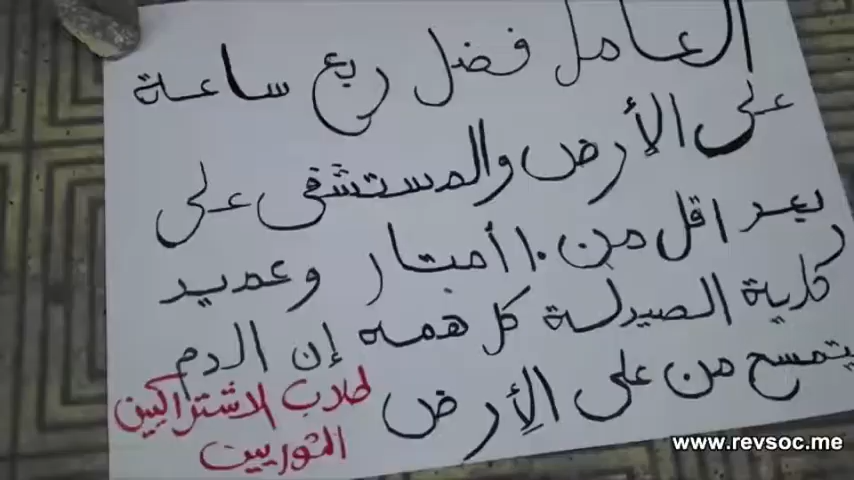 العامل فضل ربع ساعة
على الأرض والمستشفى على
بعد اقل من ١٠ أمتار وعميد
كلية الصيدلة كل همه إن الدم
يتمسح من على الأرض
طلاب الاشتراكيين
الثوريين
www.revsoc.me